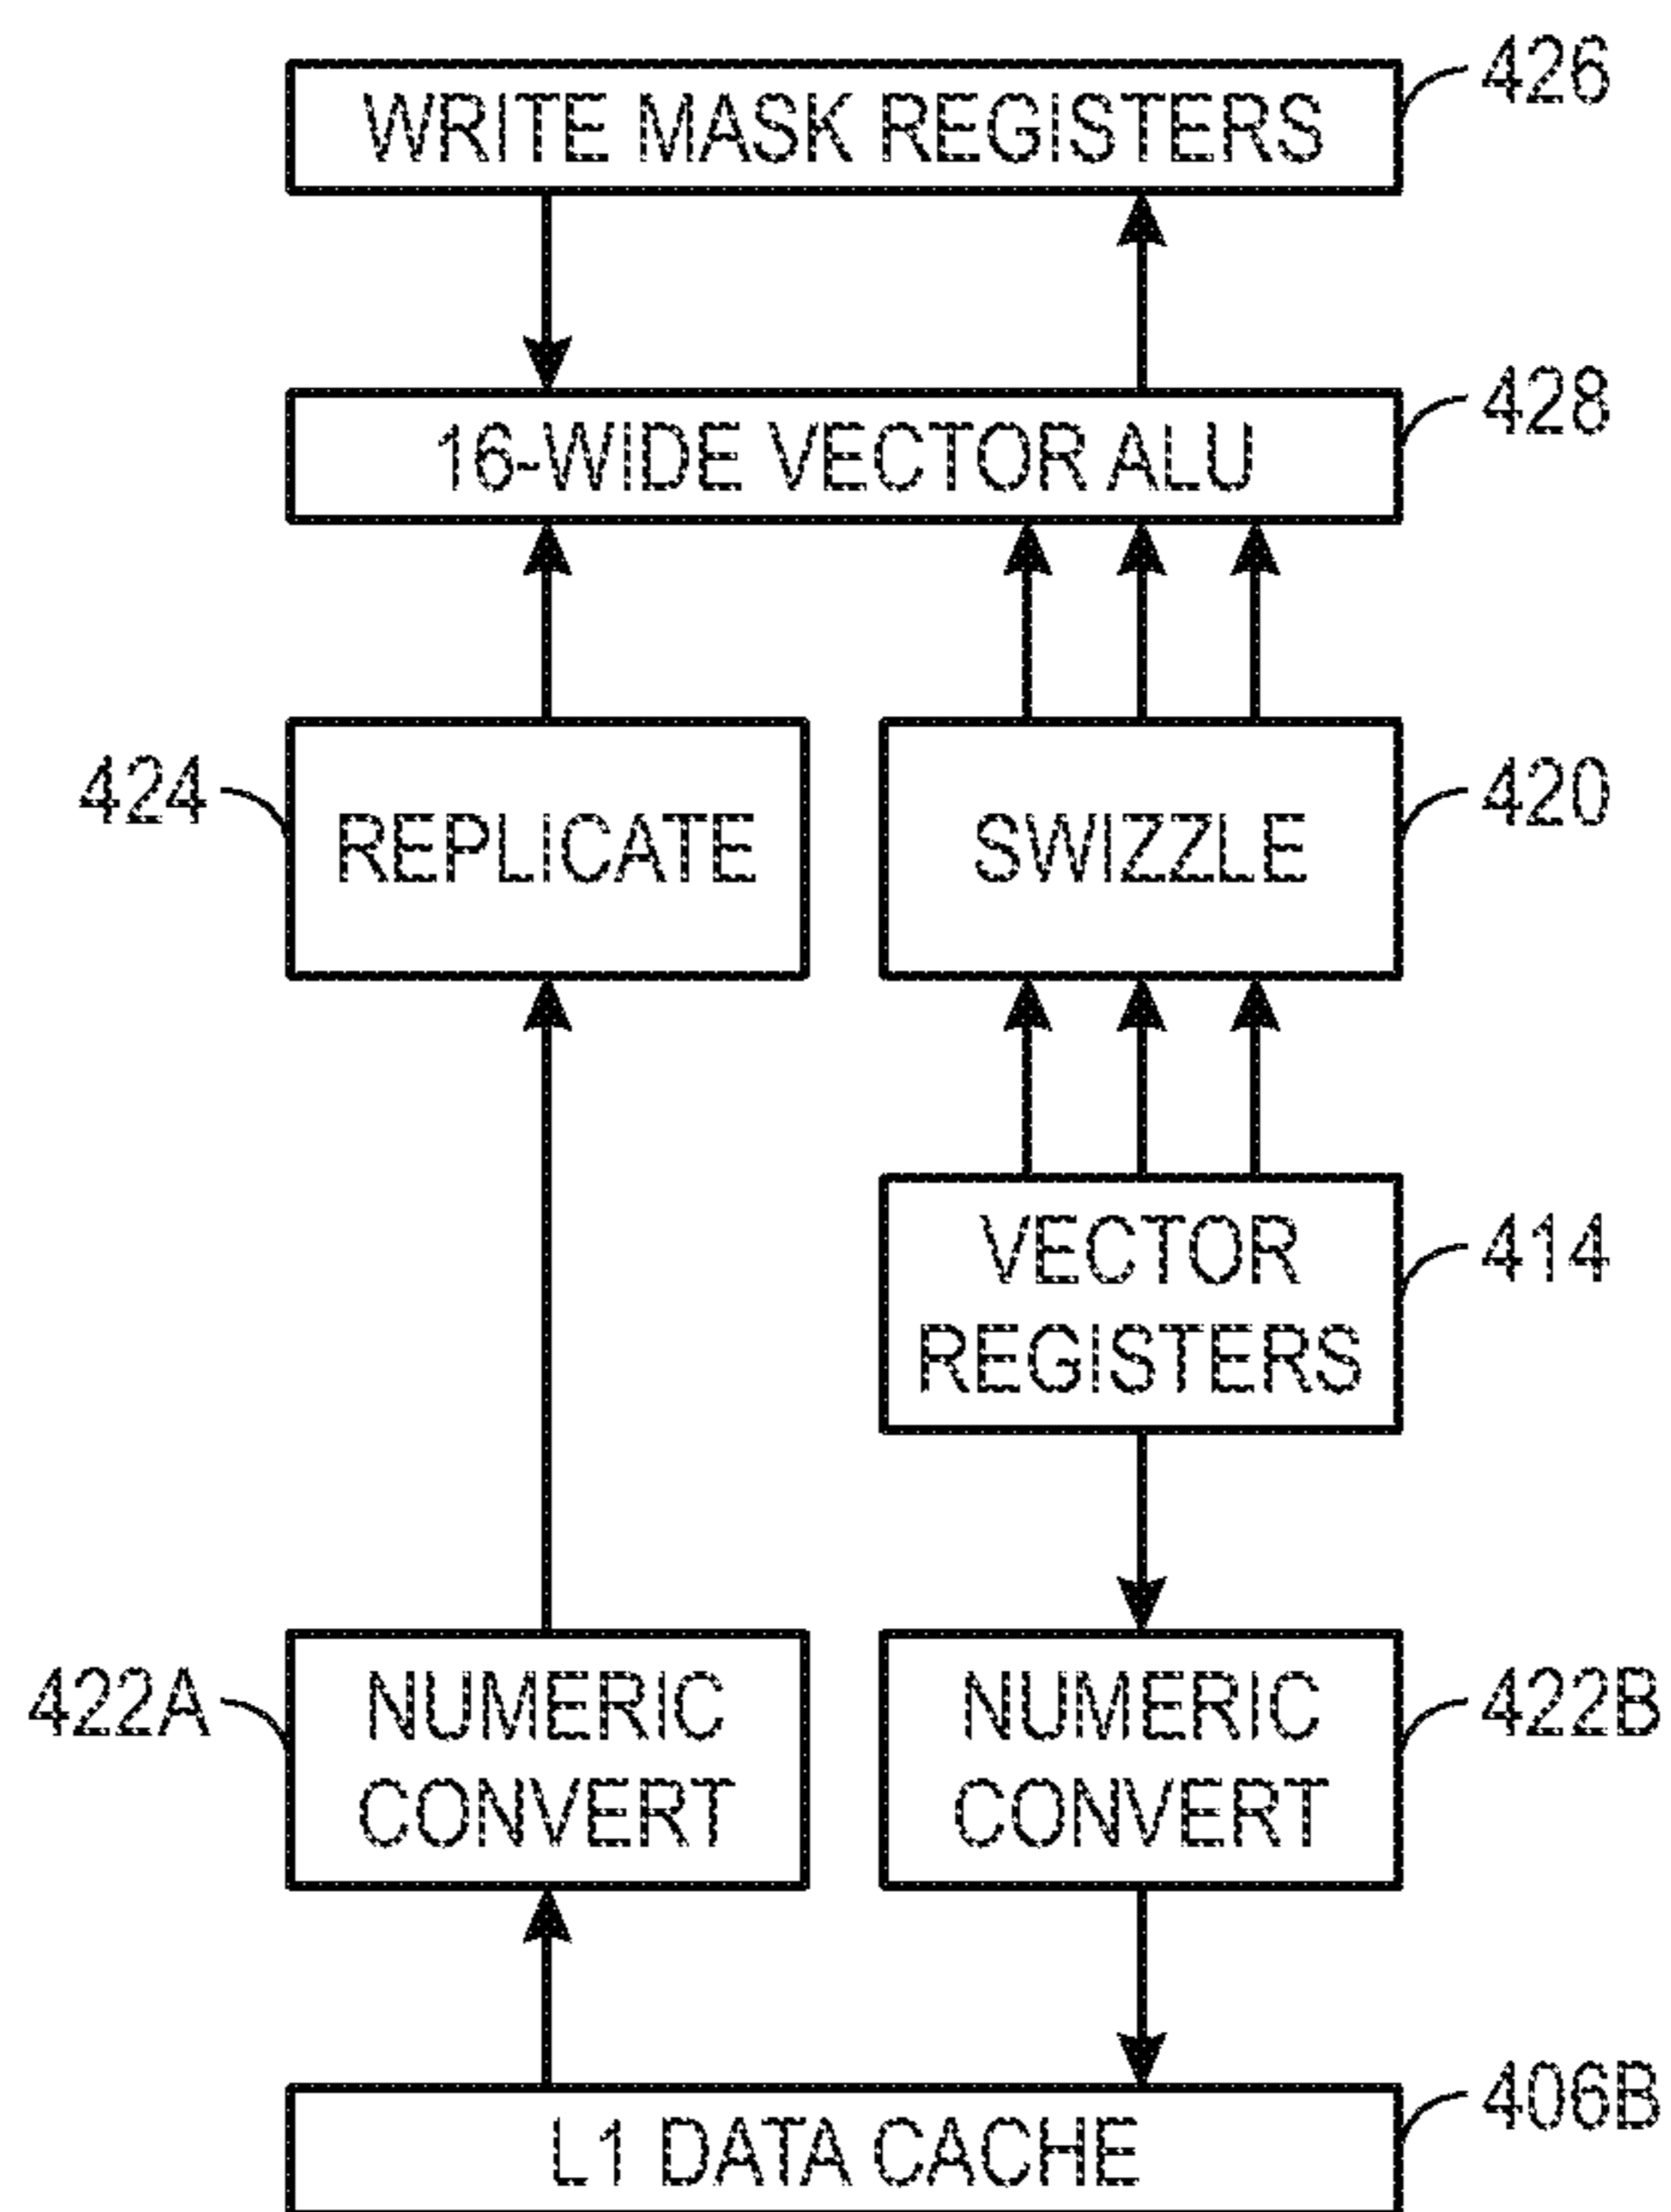 WRITE MASK REGISTERS
426
16-WIDE VECTOR ALU
428
424
REPLICATE
SWIZZLE
420
VECTOR
REGISTERS
414
422A
NUMERIC
CONVERT
NUMERIC
CONVERT
422B
L1 DATA CACHE
406B